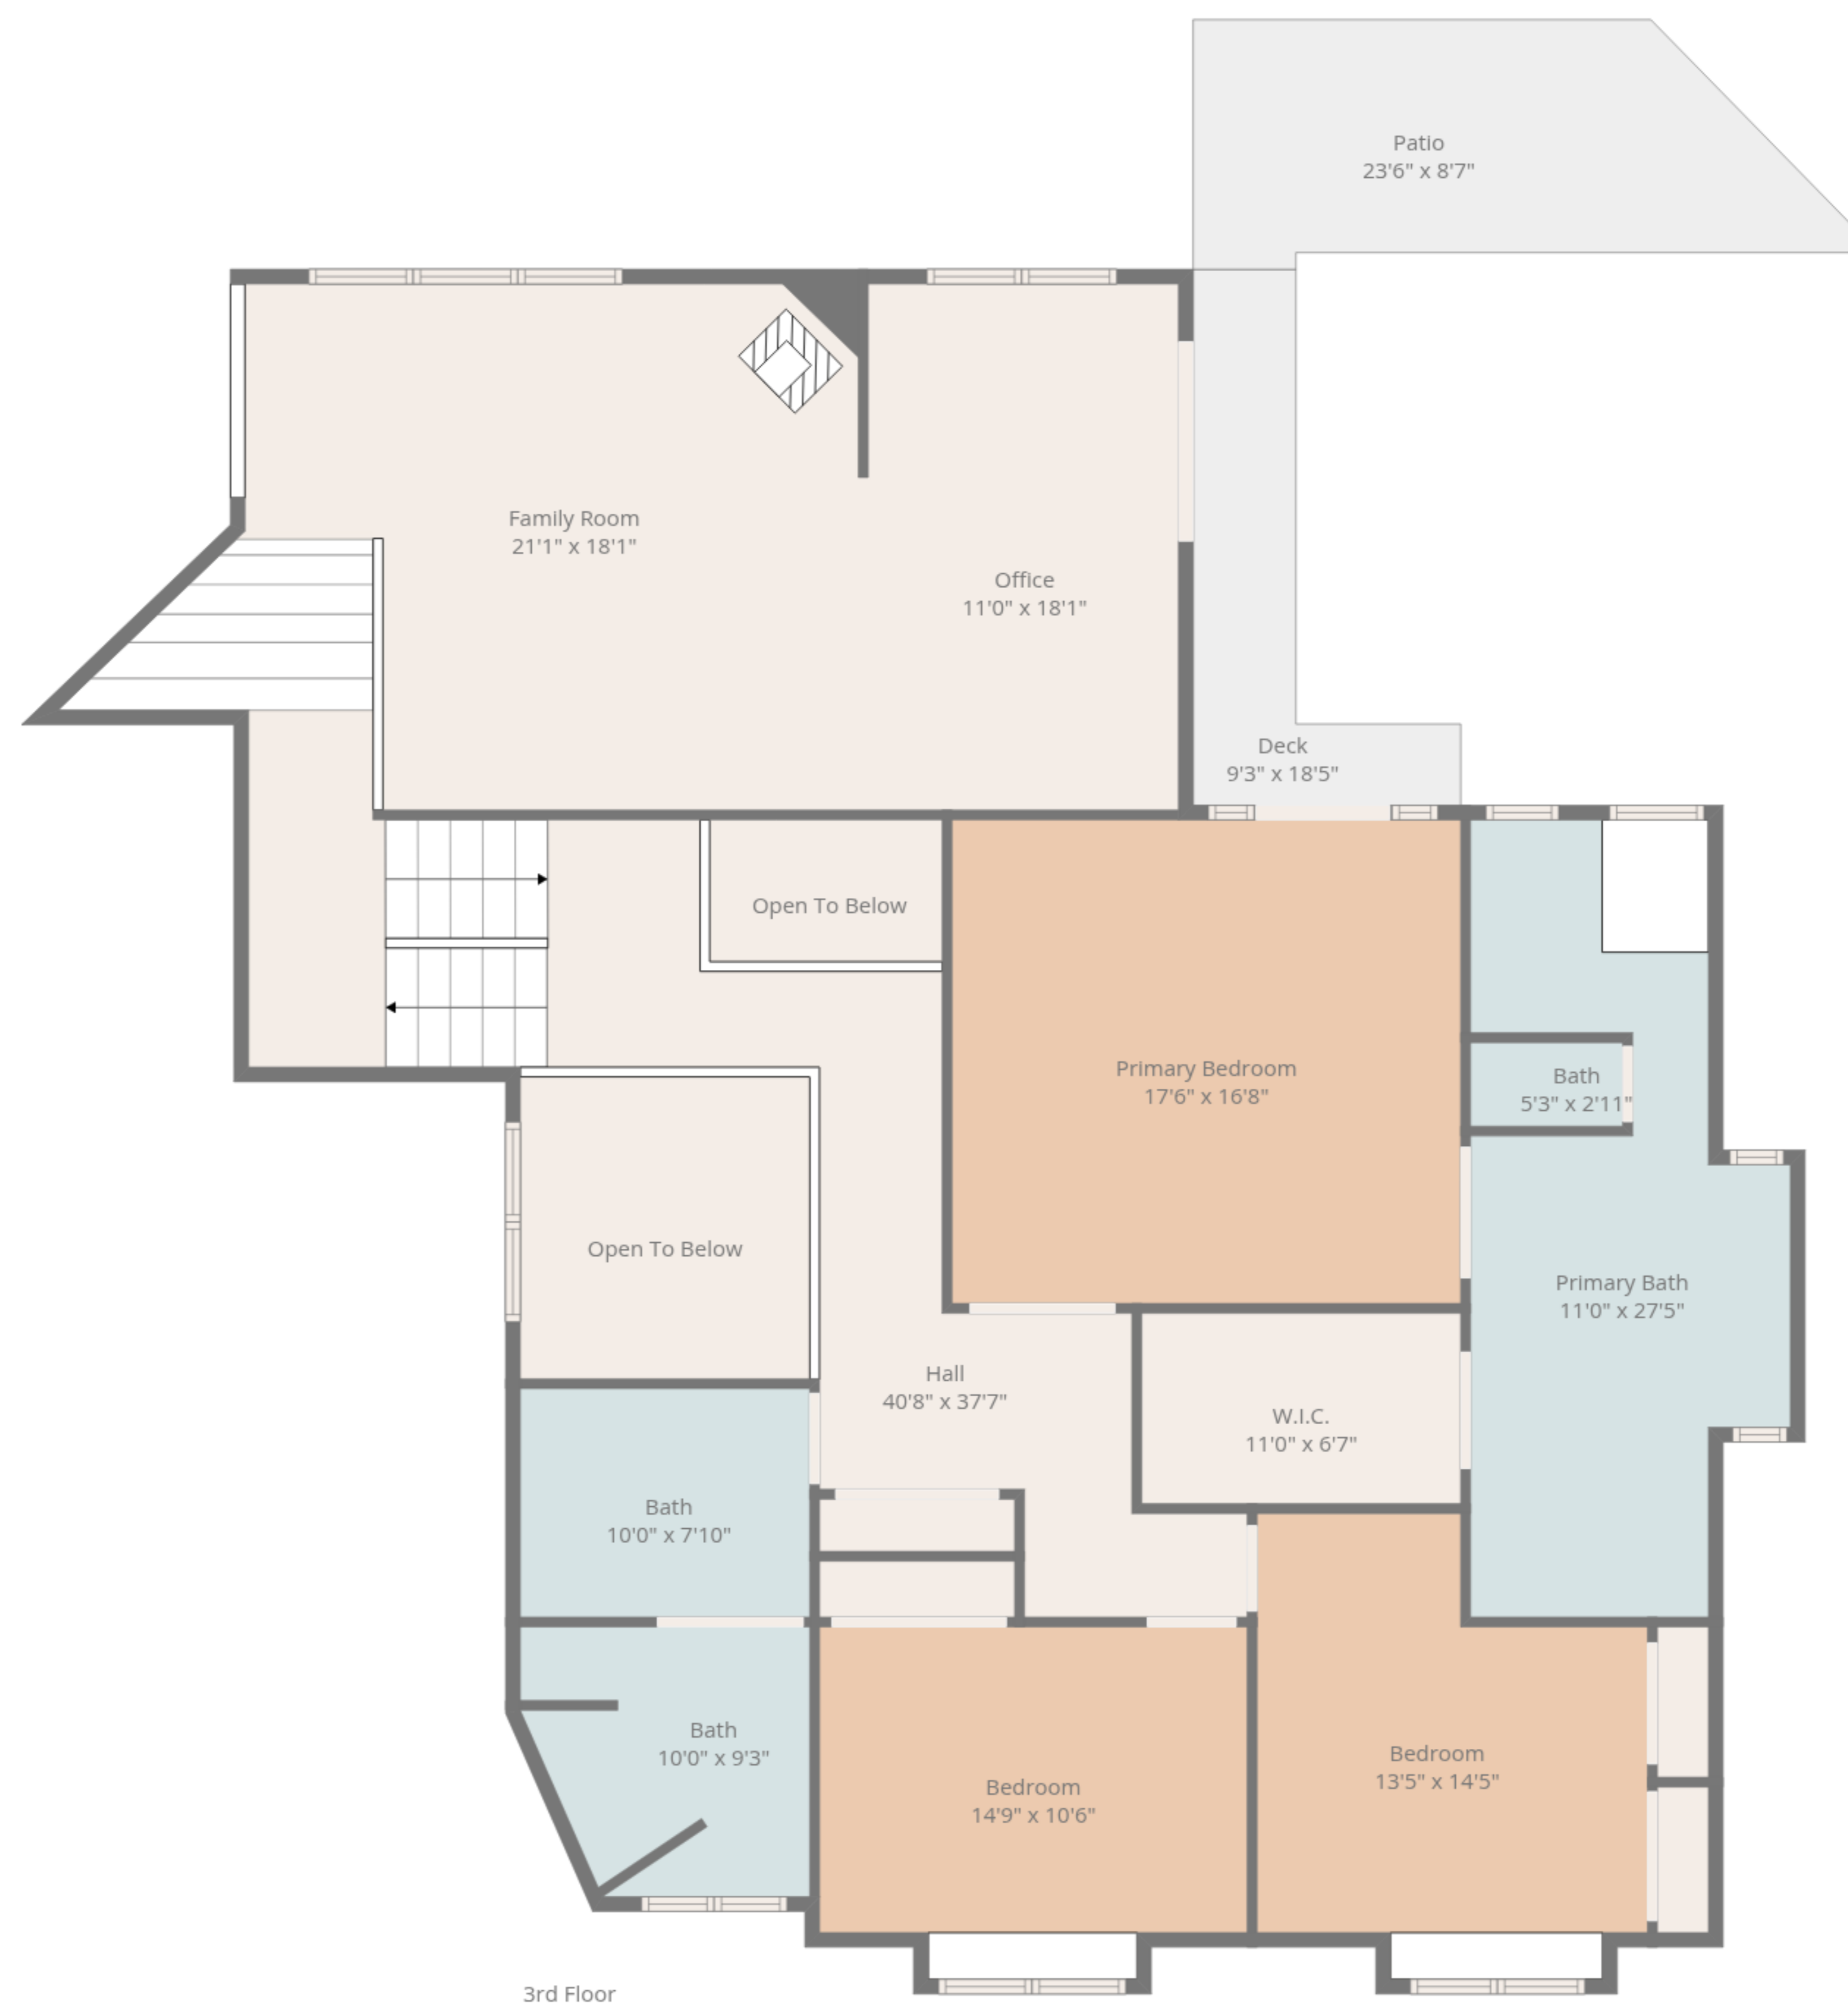 Patio
23'6" x 8'7"
Family Room
21'1" x 18'1"
Office
11'0" x 18'1"
Deck
9'3" x 18'5"
Open To Below
Primary Bedroom
17'6" x 16'8"
Bath
5'3" x 2'11"
Open To Below
Primary Bath
11'0" x 27'5"
Hall
40'8" x 37'7"
W.I.C.
11'0" x 6'7"
Bath
10'0" x 7'10"
Bath
10'0" x 9'3"
Bedroom
14'9" x 10'6"
Bedroom
13'5" x 14'5"
3rd Floor